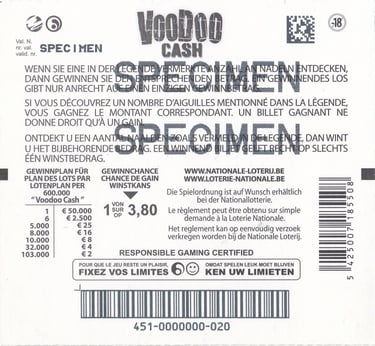 VOODOO
CASH
-18
Val. N.
nr. val.
valid. nr.
SPECIMEN
WENN SIE EINE IN DER LEGENDE VERMERKTE ANZAHL AN NADELN ENTDECKEN,
DANN GEWINNEN SIE DEN ENTSPRECHENDEN BETRAG. EIN GEWINNENDES LOS
GIBT NUR ANRECHT AUF EINEN EINZIGEN GEWINNBETRAG.
SPECIMEN
SI VOUS DÉCOUVREZ UN NOMBRE D'AIGUILLES MENTIONNÉ DANS LA LÉGENDE,
VOUS GAGNEZ LE MONTANT CORRESPONDANT. UN BILLET GAGNANT NE
DONNE DROIT QU'À UN GAIN.
SPECIMEN
ONTDEKT U EEN AANTAL NAALDEN ZOALS VERMELD IN DE LEGENDE, DAN WINT
U HET BIJBEHORENDE BEDRAG. EEN WINNEND BILJET GEEFT RECHT OP SLECHTS
ÉÉN WINSTBEDRAG.
GEWINNPLAN FÜR
PLAN DES LOTS PAR
LOTENPLAN PER
600.000
"Voodoo Cash"
1 € 50.000
6 € 2.500
5.000 € 25
8.000 € 16
10.000 € 8
32.000 € 4
103.000 € 2
GEWINNCHANCE
CHANCE DE GAIN
WINSTKANS
1 VON SUR OP 3,80
WWW.NATIONALE-LOTERIJ.BE
WWW.LOTERIE-NATIONALE.BE
Die Spielordnung ist auf Wunsch erhältlich
bei der Nationallotterie.
Le règlement peut être obtenu sur simple
demande à la Loterie Nationale.
Het reglement kan op eenvoudig verzoek
verkregen worden bij de Nationale Loterij.
RESPONSIBLE GAMING CERTIFIED
POUR QUE LE JEU RESTE UN PLAISIR,
FIXEZ VOS LIMITES
OMDAT SPELEN LEUK MOET BLIJVEN
KEN UW LIMIETEN
5 425007 185508
451-0000000-020